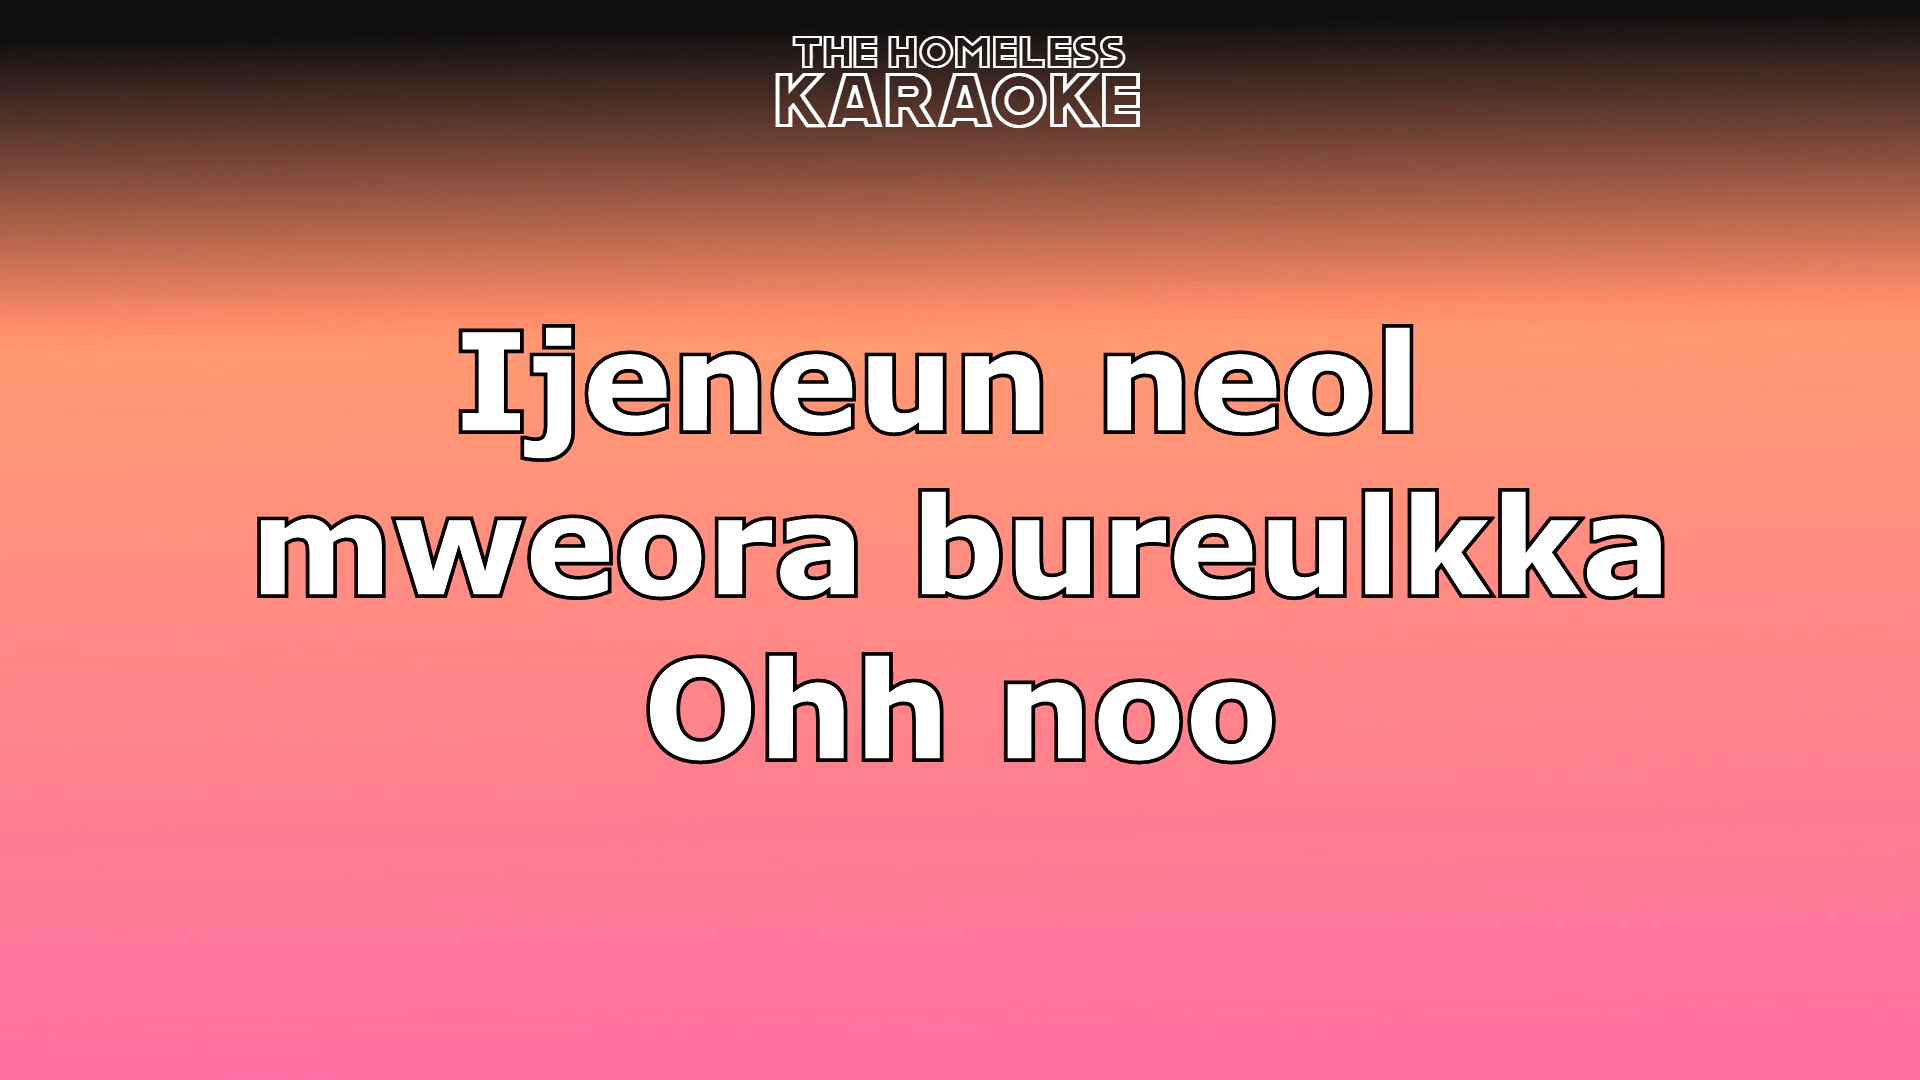 THE HOMELESS
KARAOKE
Ijeneun neol
mweora bureulkka
Ohh noo